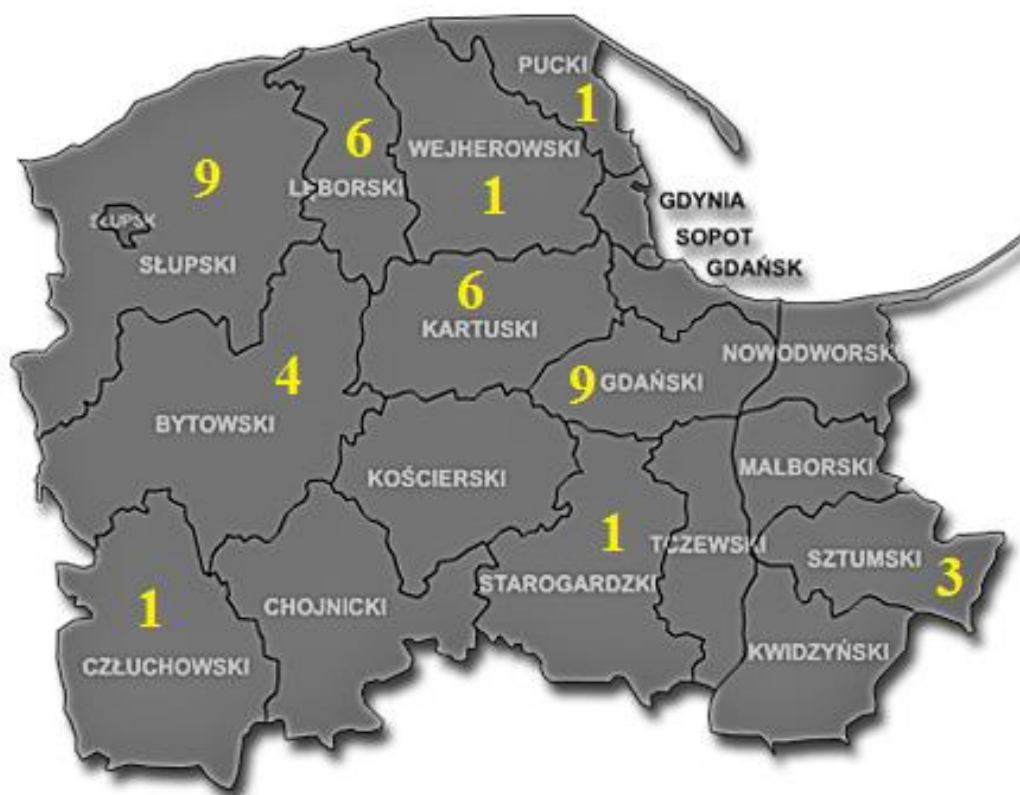 PUCKI
1
6
WEJHEROWSKI
9
LĘBORSKI
1
GDYNIA
SŁUPSK
SOPOT
SŁUPSKI
GDAŃSK
6
KARTUSKI
NOWODWORSKI
4
9
GDAŃSKI
BYTOWSKI
KOŚCIERSKI
MALBORSKI
1
TCZEWSKI
SZTUMSKI
3
STAROGARDZKI
1
CHOJNICKI
KWIDZYŃSKI
CZŁUCHOWSKI